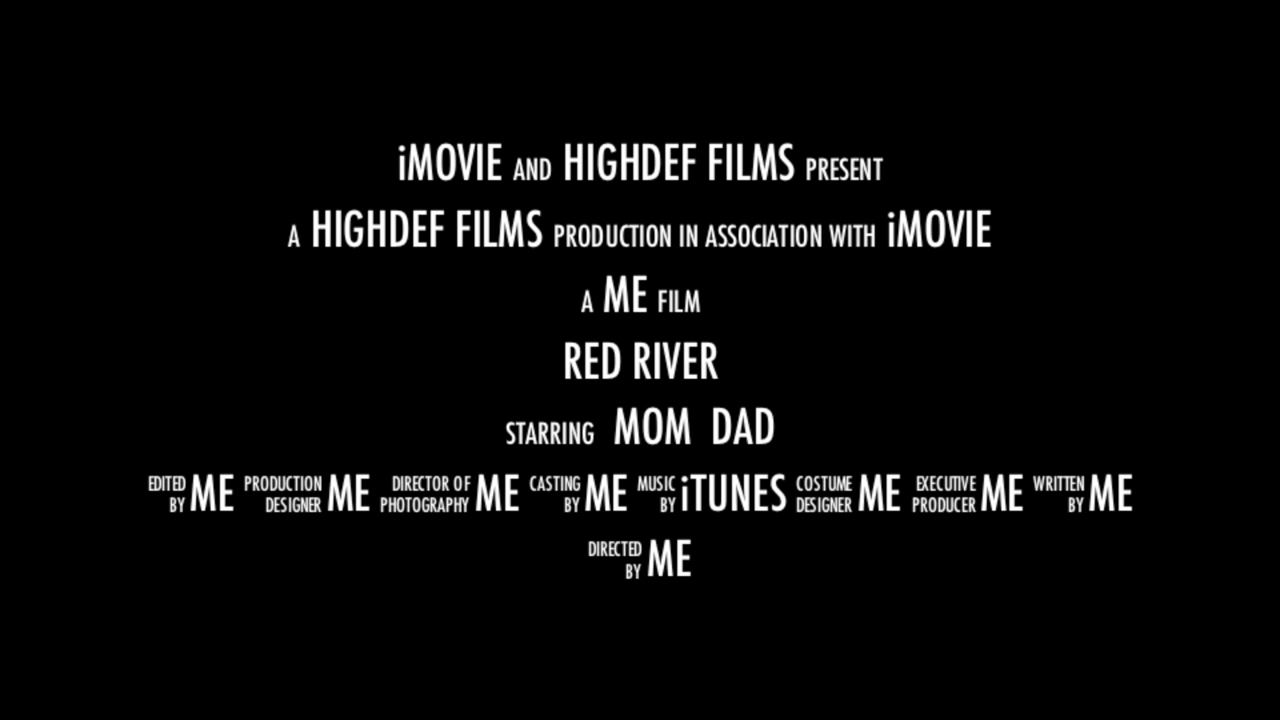 iMOVIE AND HIGHDEF FILMS PRESENT
A HIGHDEF FILMS PRODUCTION IN ASSOCIATION WITH iMOVIE
A ME FILM
RED RIVER
STARRING MOM DAD
EDITED BY ME PRODUCTION DESIGNER ME DIRECTOR OF PHOTOGRAPHY ME CASTING BY ME MUSIC BY iTUNES COSTUME DESIGNER ME EXECUTIVE PRODUCER ME WRITTEN BY ME
DIRECTED BY ME